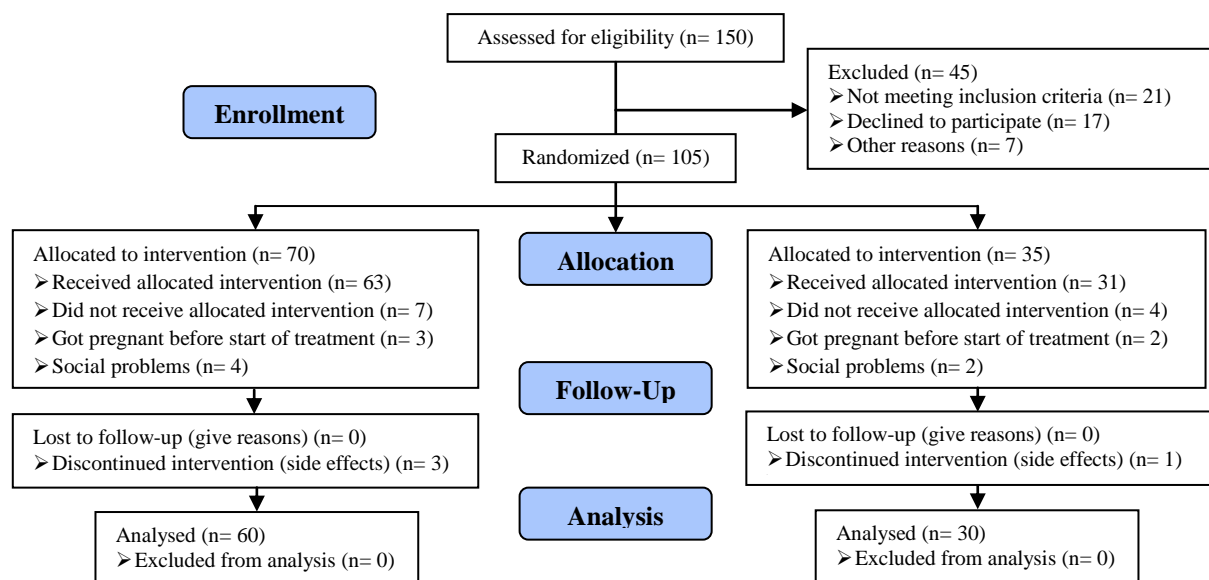 Assessed for eligibility (n= 150)
Excluded (n= 45)
➢Not meeting inclusion criteria (n= 21)
➢Declined to participate (n= 17)
➢Other reasons (n= 7)
Enrollment
Randomized (n= 105)
Allocated to intervention (n= 70)
➢Received allocated intervention (n= 63)
➢Did not receive allocated intervention (n= 7)
➢Got pregnant before start of treatment (n= 3)
➢Social problems (n= 4)
Allocation
Allocated to intervention (n= 35)
➢Received allocated intervention (n= 31)
➢Did not receive allocated intervention (n= 4)
➢Got pregnant before start of treatment (n= 2)
➢Social problems (n= 2)
Follow-Up
Lost to follow-up (give reasons) (n= 0)
➢Discontinued intervention (side effects) (n= 3)
Lost to follow-up (give reasons) (n= 0)
➢Discontinued intervention (side effects) (n= 1)
Analysis
Analysed (n= 60)
➢Excluded from analysis (n= 0)
Analysed (n= 30)
➢Excluded from analysis (n= 0)